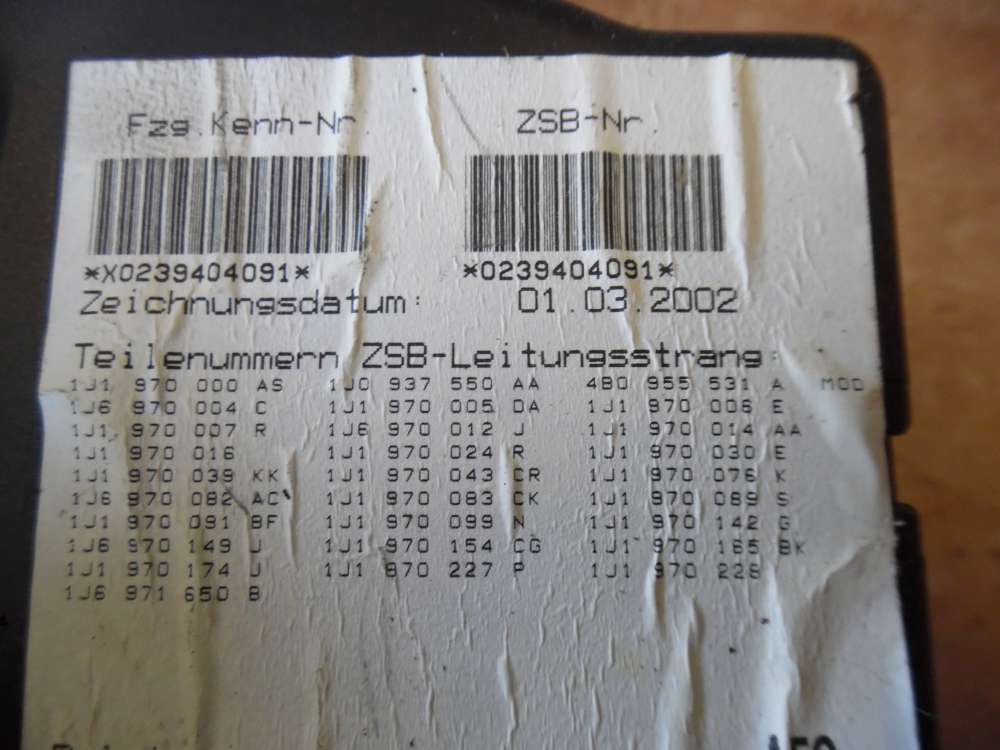 Fzg.Kenn-Nr. ZSB-Nr.
*X0239404091* *0239404091*
Zeichnungsdatum: 01.03.2002
Teilenummern ZSB-Leitungsstrang:
1J1 970 000 AS 1J0 937 550 AA 4B0 955 531 A MOD
1J6 970 004 C 1J1 970 005 DA 1J1 970 006 E
1J1 970 007 R 1J6 970 012 J 1J1 970 014 AA
1J1 970 016 1J1 970 024 R 1J1 970 030 E
1J1 970 039 KK 1J1 970 043 CR 1J1 970 076 K
1J6 970 082 AC 1J1 970 083 CK 1J1 970 089 S
1J1 970 091 BF 1J1 970 099 N 1J1 970 142 G
1J6 970 149 J 1J1 970 154 CG 1J1 970 165 BK
1J1 970 174 J 1J1 970 227 P 1J1 970 228
1J6 971 650 B